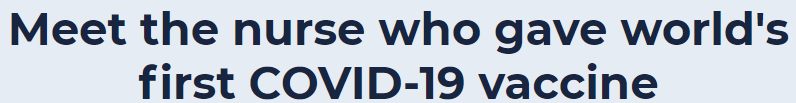 Meet the nurse who gave world's
first COVID-19 vaccine